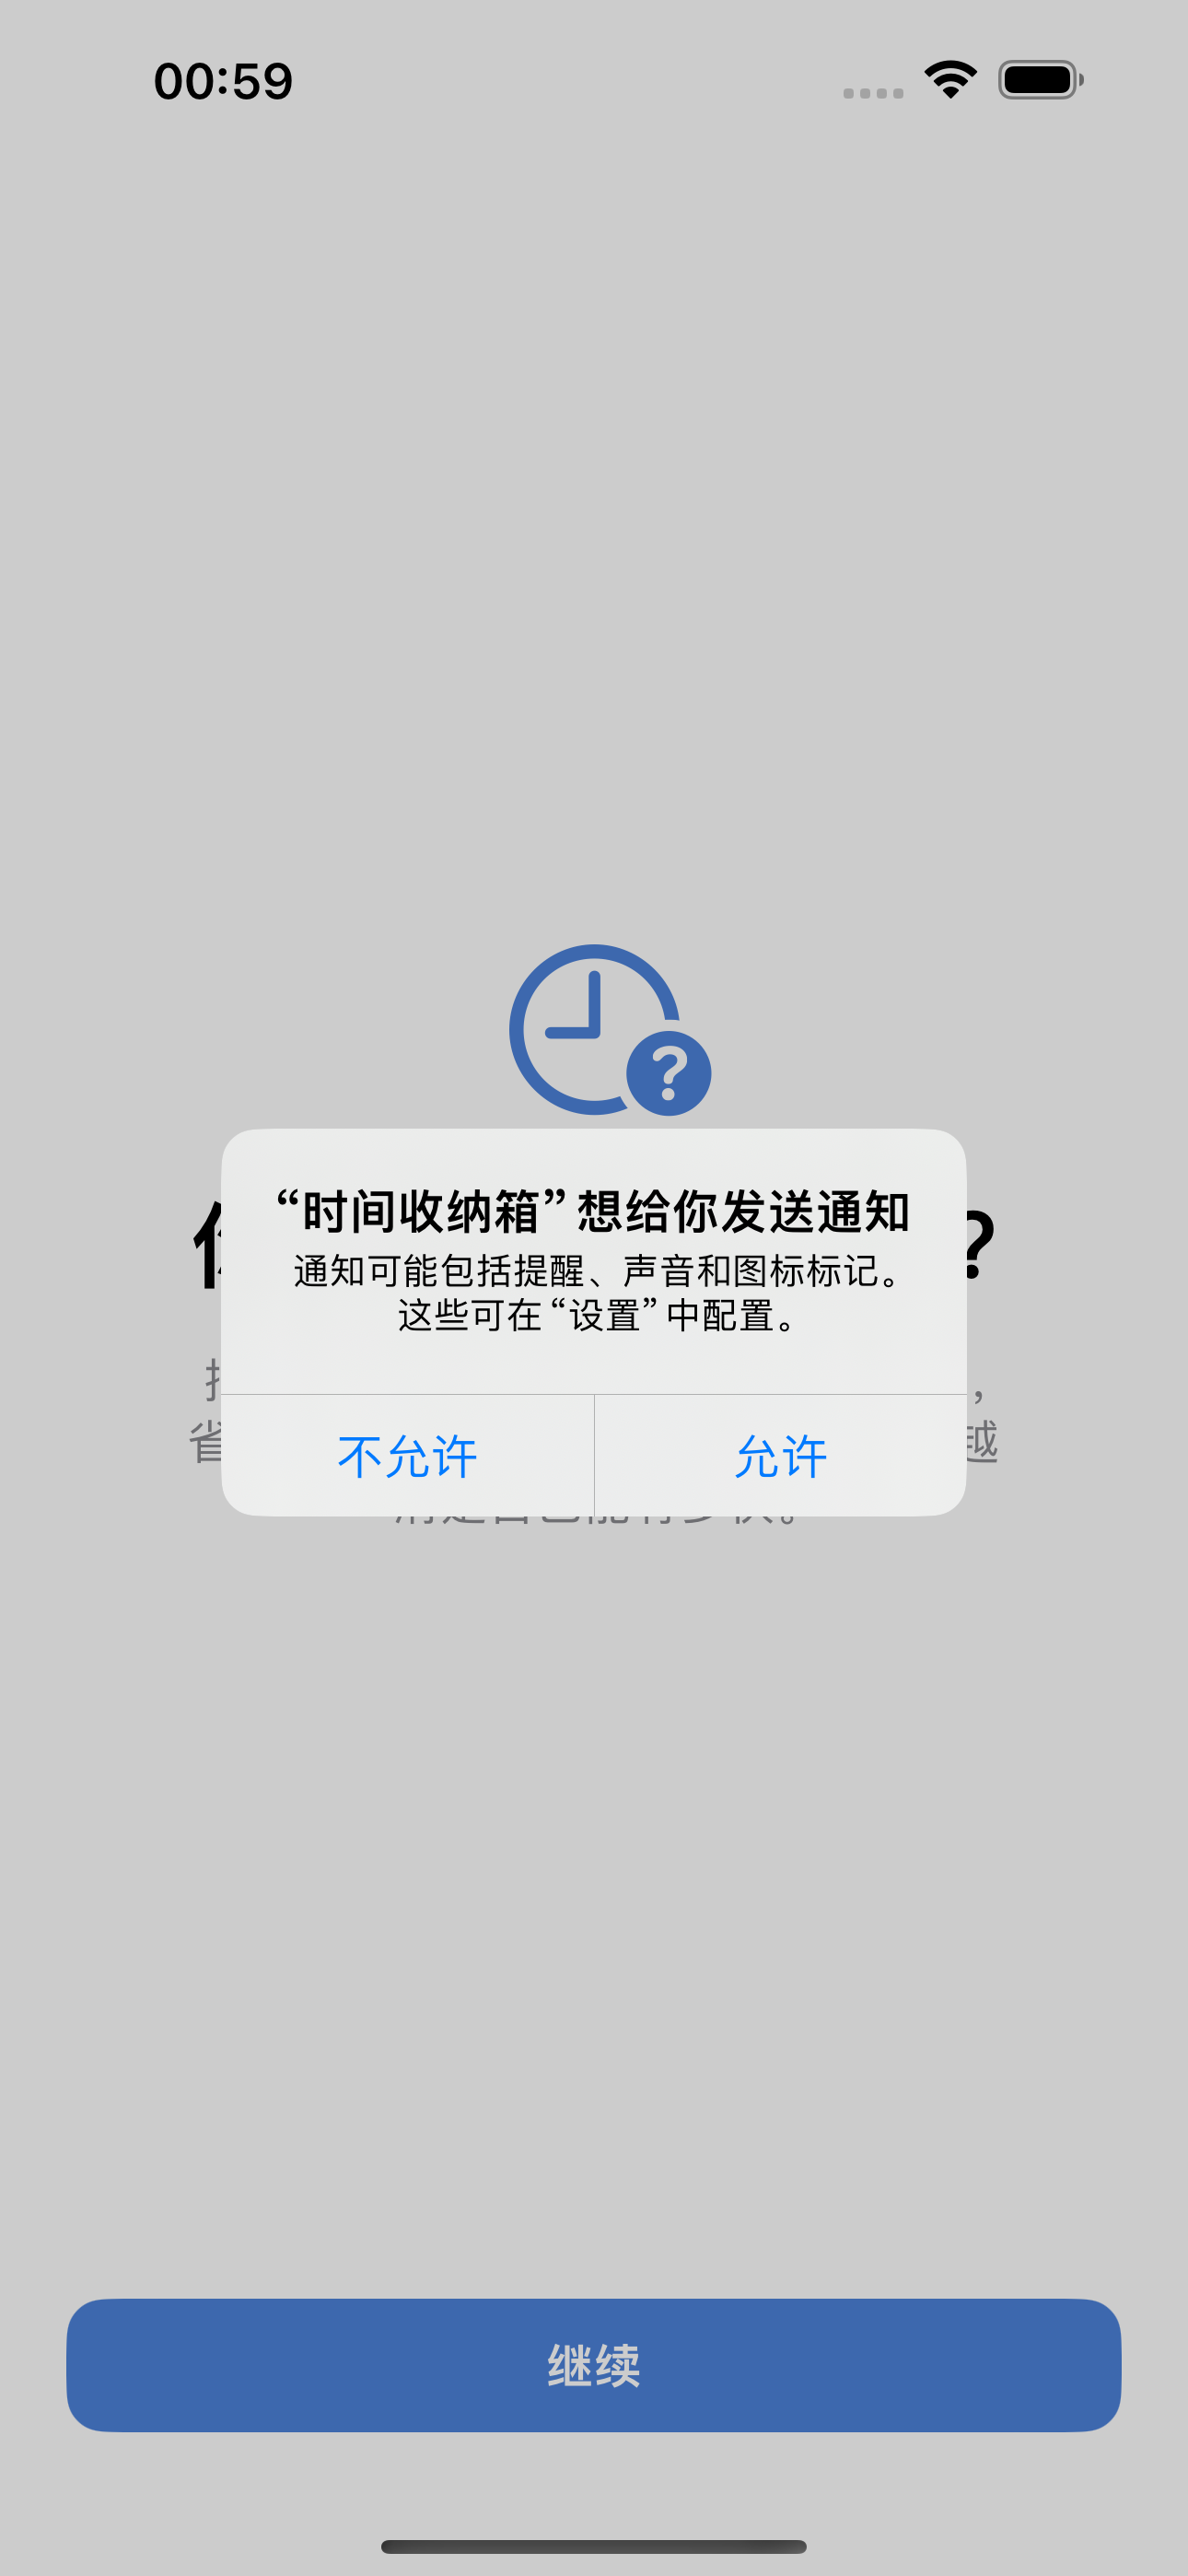 00:59
“时间收纳箱”想给你发送通知
通知可能包括提醒、声音和图标标记。
这些可在“设置”中配置。
不允许
允许
继续